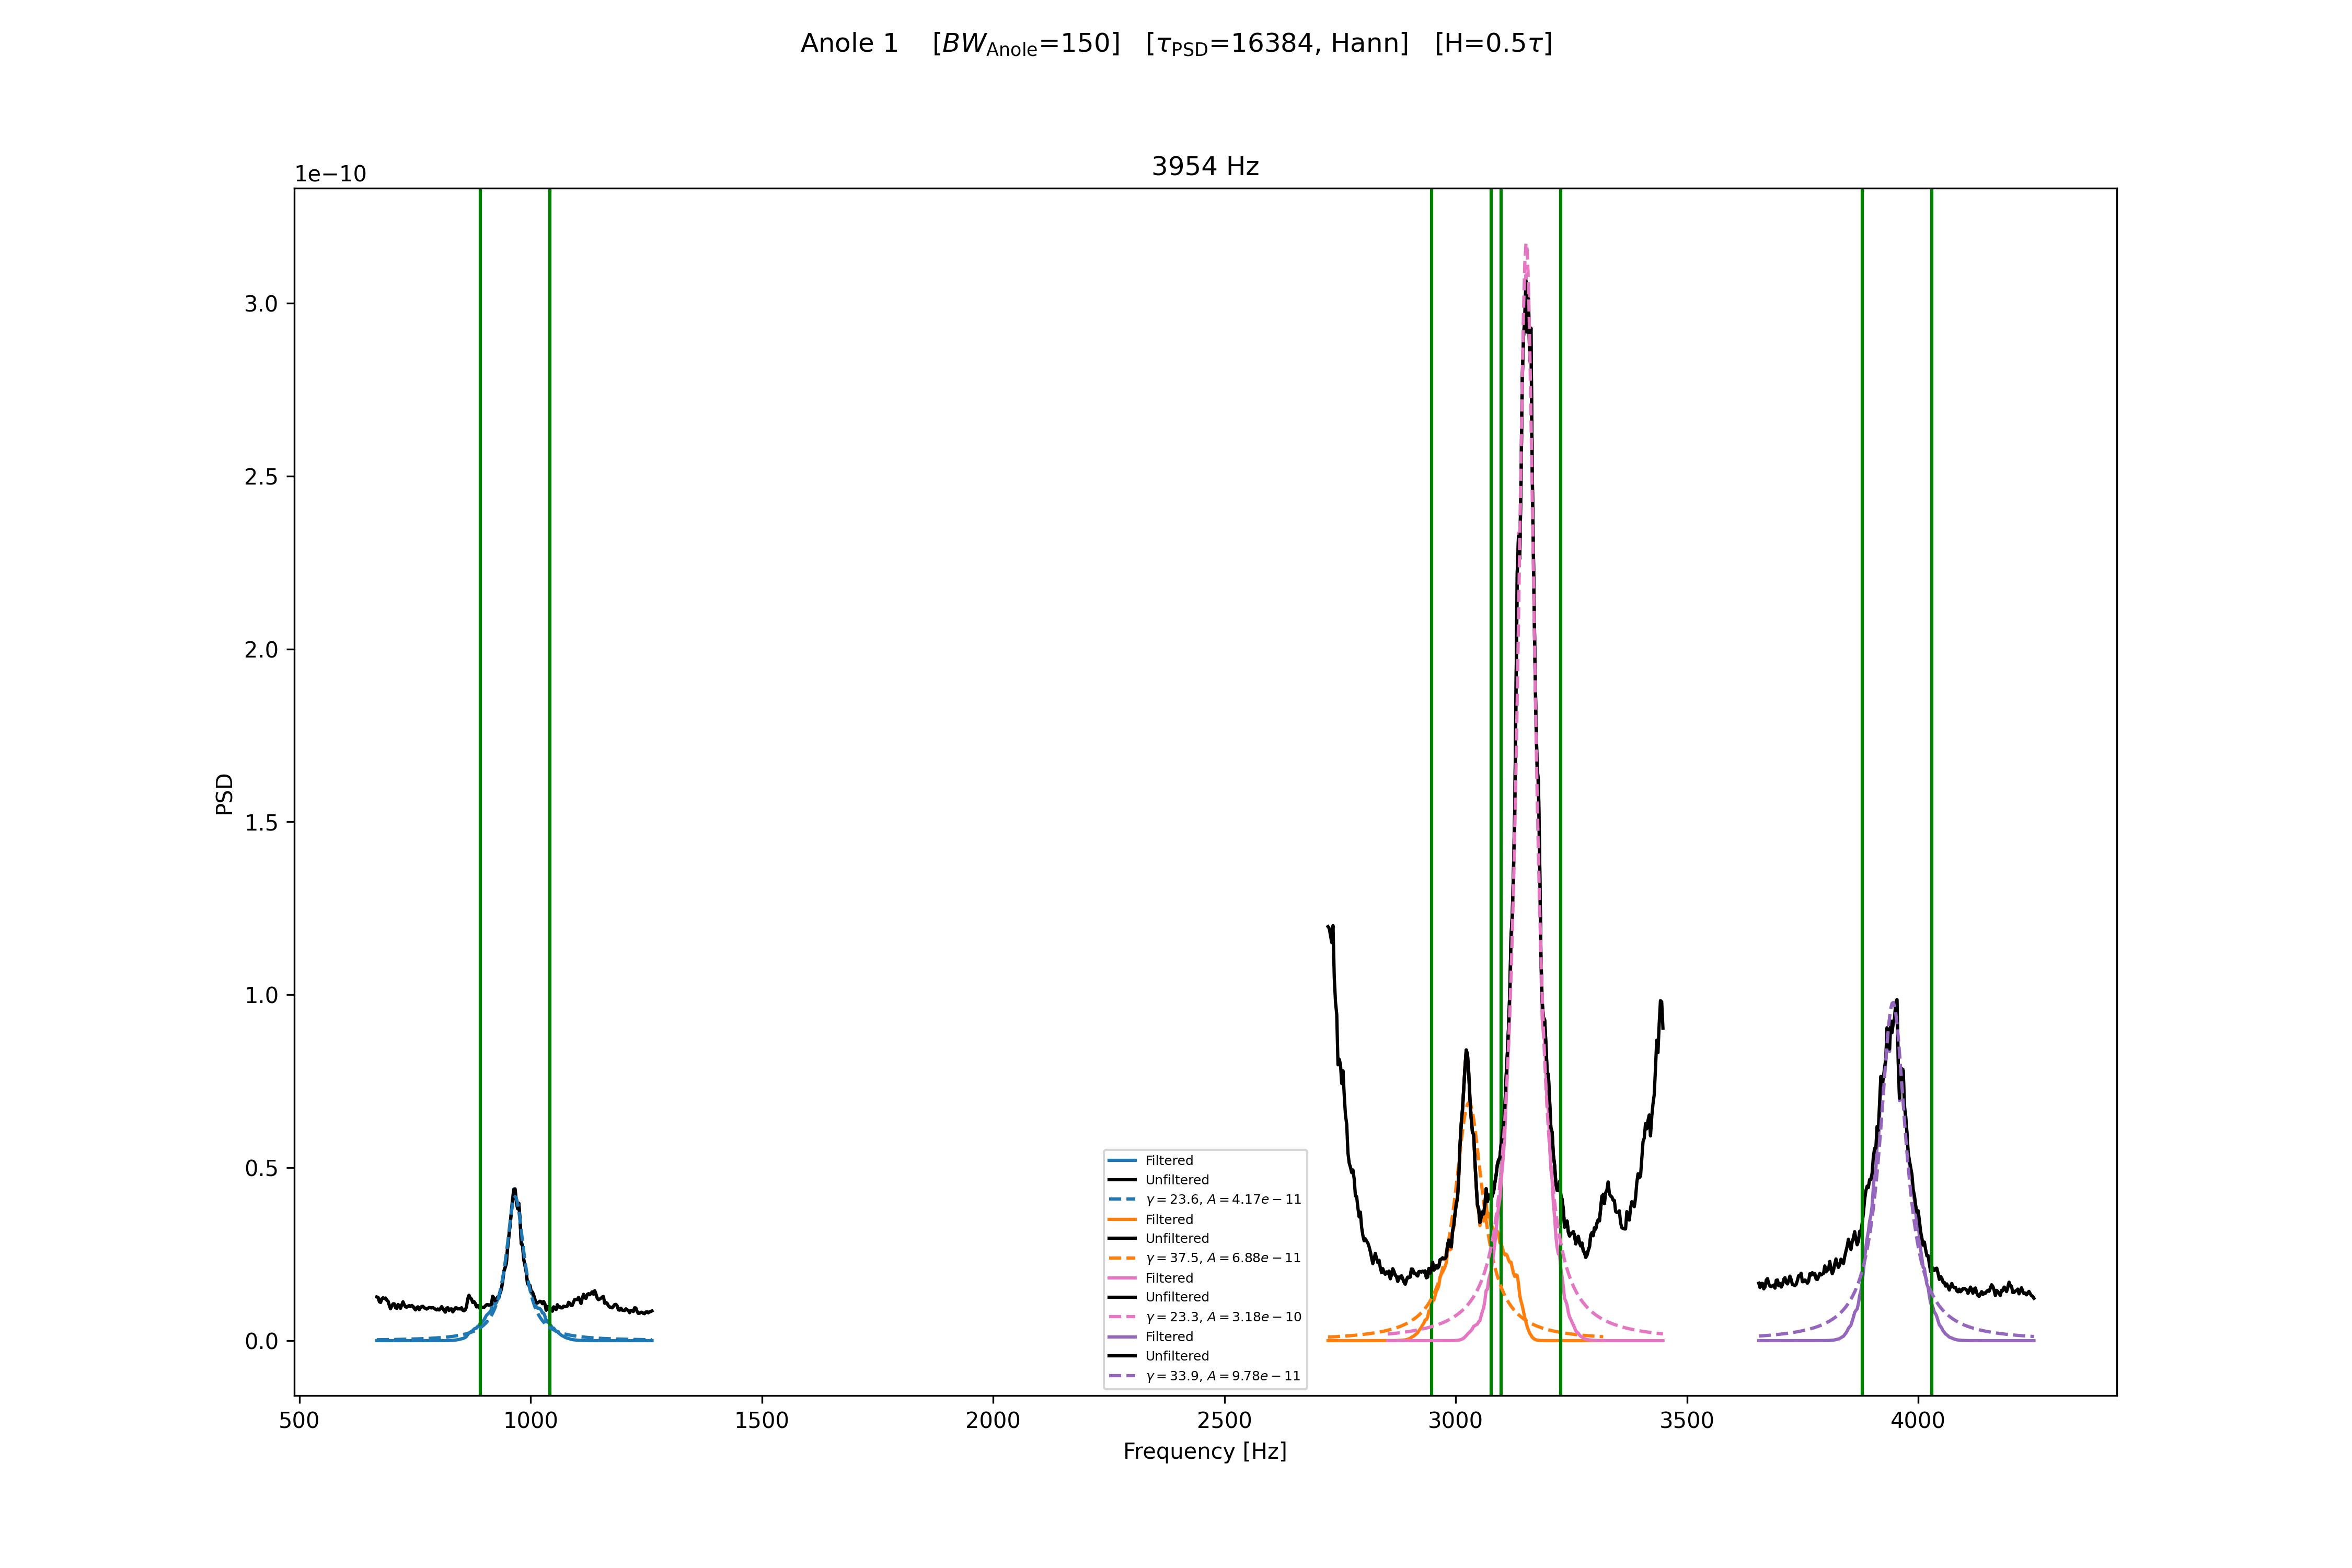 Anole 1 [BW_Anole=150] [τ_PSD=16384, Hann] [H=0.5τ]
3954 Hz
1e−10
3.0
2.5
2.0
1.5
1.0
0.5
0.0
PSD
Filtered
Unfiltered
γ = 23.6, A = 4.17e − 11
Filtered
Unfiltered
γ = 37.5, A = 6.88e − 11
Filtered
Unfiltered
γ = 23.3, A = 3.18e − 10
Filtered
Unfiltered
γ = 33.9, A = 9.78e − 11
500 1000 1500 2000 2500 3000 3500 4000
Frequency [Hz]